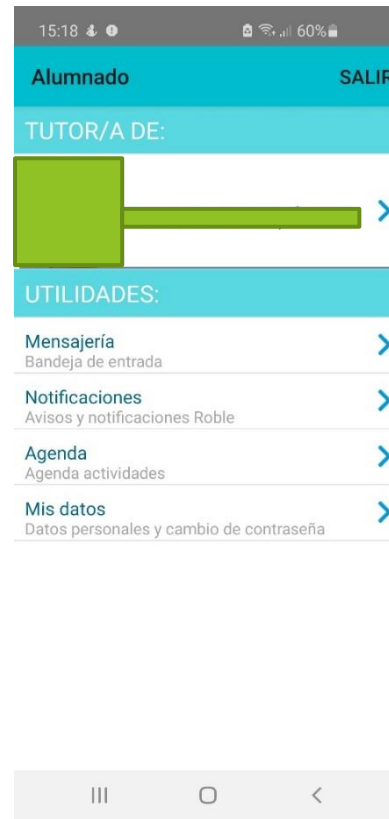 15:18 60%
Alumnado SALIR
TUTOR/A DE:
UTILIDADES:
Mensajería
Bandeja de entrada
Notificaciones
Avisos y notificaciones Roble
Agenda
Agenda actividades
Mis datos
Datos personales y cambio de contraseña